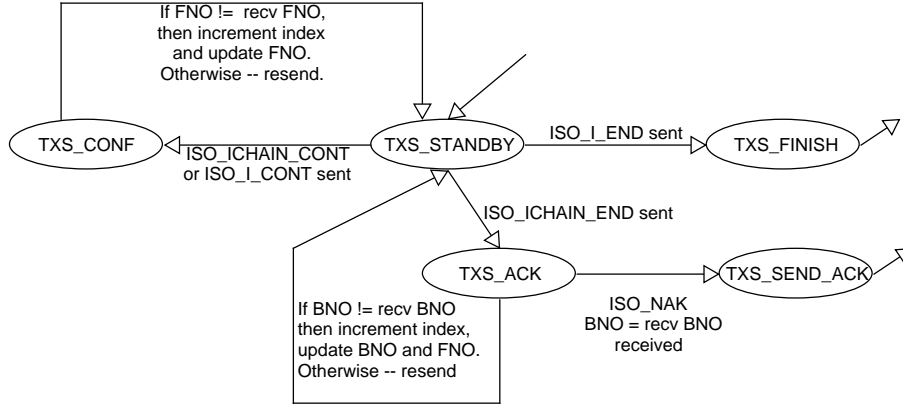 If FNO != recv FNO,
then increment index
and update FNO.
Otherwise -- resend.
TXS_CONF
TXS_STANDBY
ISO_I_END sent
TXS_FINISH
ISO_ICHAIN_CONT
or ISO_I_CONT sent
ISO_ICHAIN_END sent
TXS_ACK
TXS_SEND_ACK
If BNO != recv BNO
then increment index,
update BNO and FNO.
Otherwise -- resend
ISO_NAK
BNO = recv BNO
received